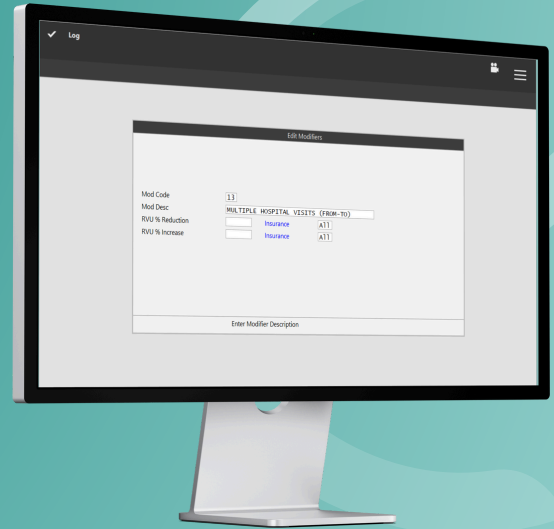 Log
Edit Modifiers
Mod Code 13
Mod Desc MULTIPLE HOSPITAL VISITS (FROM-TO)
RVU % Reduction Insurance All
RVU % Increase Insurance All
Enter Modifier Description